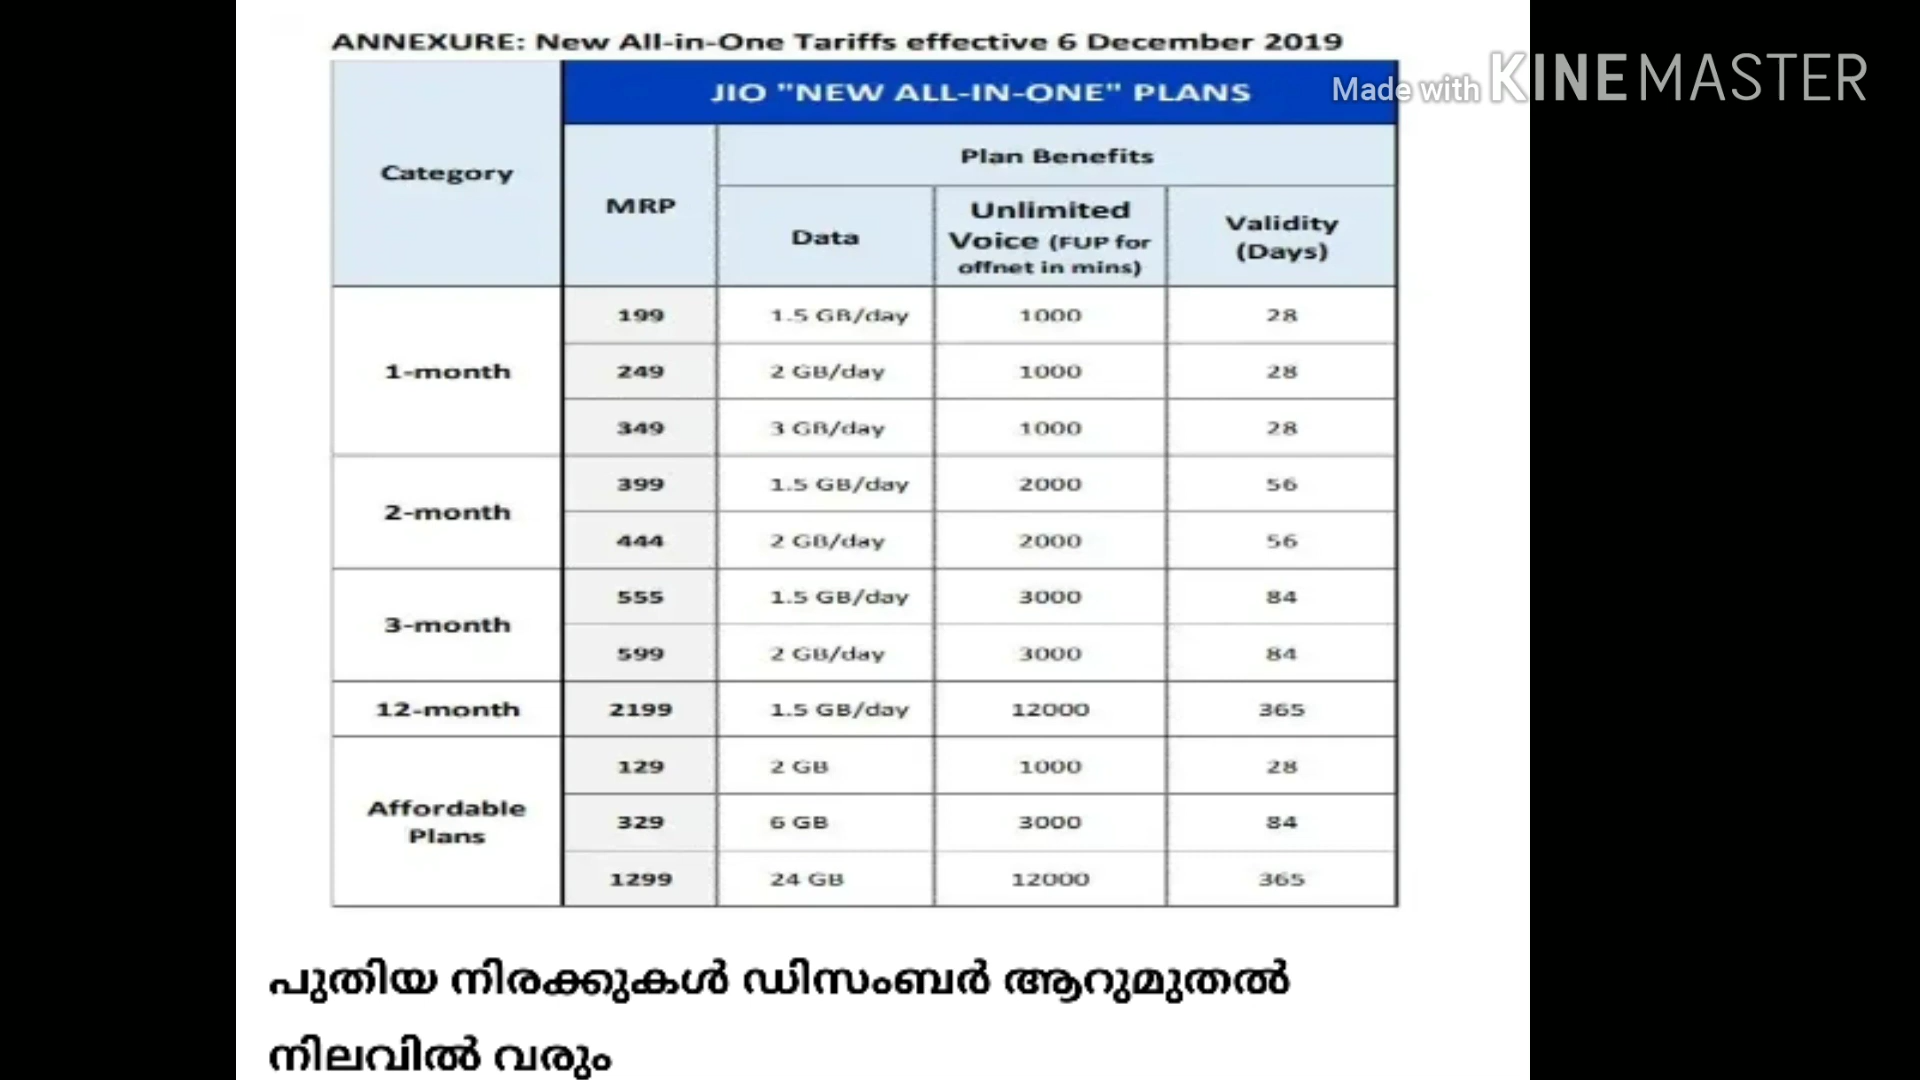 ANNEXURE: New All-in-One Tariffs effective 6 December 2019
Made with KINEMASTER
JIO "NEW ALL-IN-ONE" PLANS
Category
MRP
Plan Benefits
Data
Unlimited
Voice (FUP for
offnet in mins)
Validity
(Days)
1-month
199 1.5 GB/day 1000 28
249 2 GB/day 1000 28
349 3 GB/day 1000 28
2-month
399 1.5 GB/day 2000 56
444 2 GB/day 2000 56
3-month
555 1.5 GB/day 3000 84
599 2 GB/day 3000 84
12-month 2199 1.5 GB/day 12000 365
Affordable
Plans
129 2 GB 1000 28
329 6 GB 3000 84
1299 24 GB 12000 365
പുതിയ നിരക്കുകൾ ഡിസംബർ ആറുമുതൽ
നിലവിൽ വരും